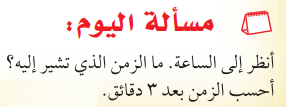 مسألة اليوم:
أنظر إلى الساعة. ما الزمن الذي تشير إليه؟
أحسب الزمن بعد ٣ دقائق.